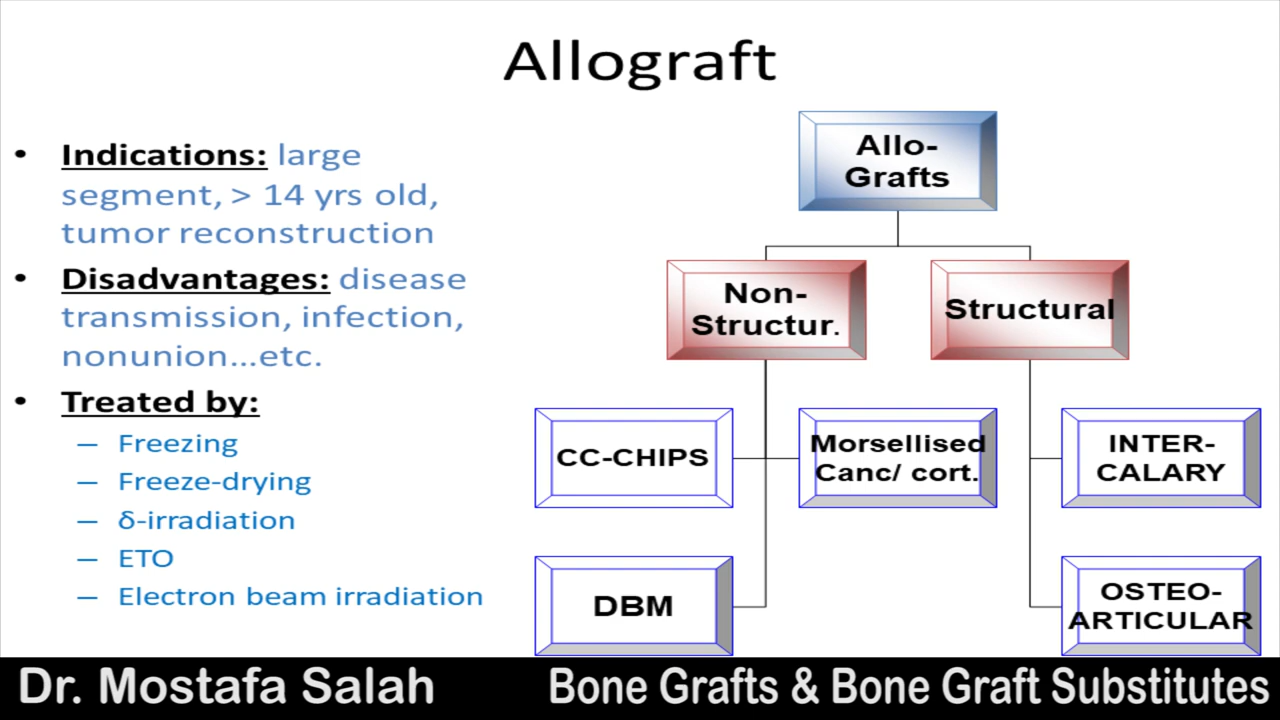 Allograft
• Indications: large
segment, > 14 yrs old,
tumor reconstruction
• Disadvantages: disease
transmission, infection,
nonunion...etc.
• Treated by:
– Freezing
– Freeze-drying
– δ-irradiation
– ETO
– Electron beam irradiation
Allo-
Grafts
Non-
Structur.
Structural
CC-CHIPS
Morsellised
Canc/ cort.
INTER-
CALARY
DBM
OSTEO-
ARTICULAR
Dr. Mostafa Salah
Bone Grafts & Bone Graft Substitutes